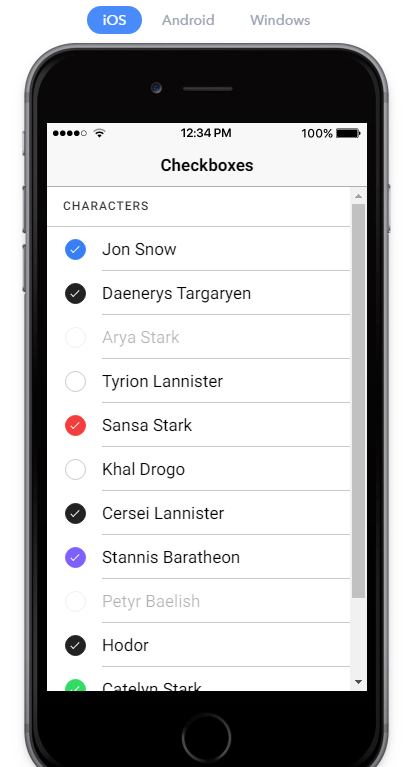 iOS Android Windows
12:34 PM 100%
Checkboxes
CHARACTERS
Jon Snow
Daenerys Targaryen
Arya Stark
Tyrion Lannister
Sansa Stark
Khal Drogo
Cersei Lannister
Stannis Baratheon
Petyr Baelish
Hodor
Catelyn Stark